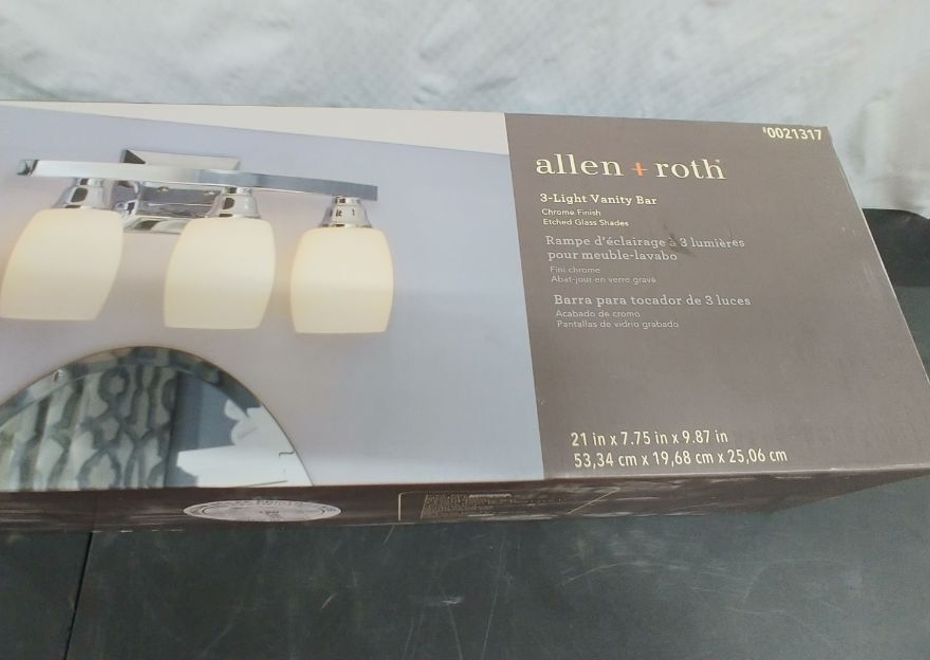 0021317
allen + roth
3-Light Vanity Bar
Chrome Finish
Etched Glass Shades
Rampe d'éclairage à 3 lumières
pour meuble-lavabo
Fini chrome
Abat-jour en verre gravé
Barra para tocador de 3 luces
Acabado de cromo
Pantallas de vidrio grabado
21 in x 7.75 in x 9.87 in
53,34 cm x 19,68 cm x 25,06 cm